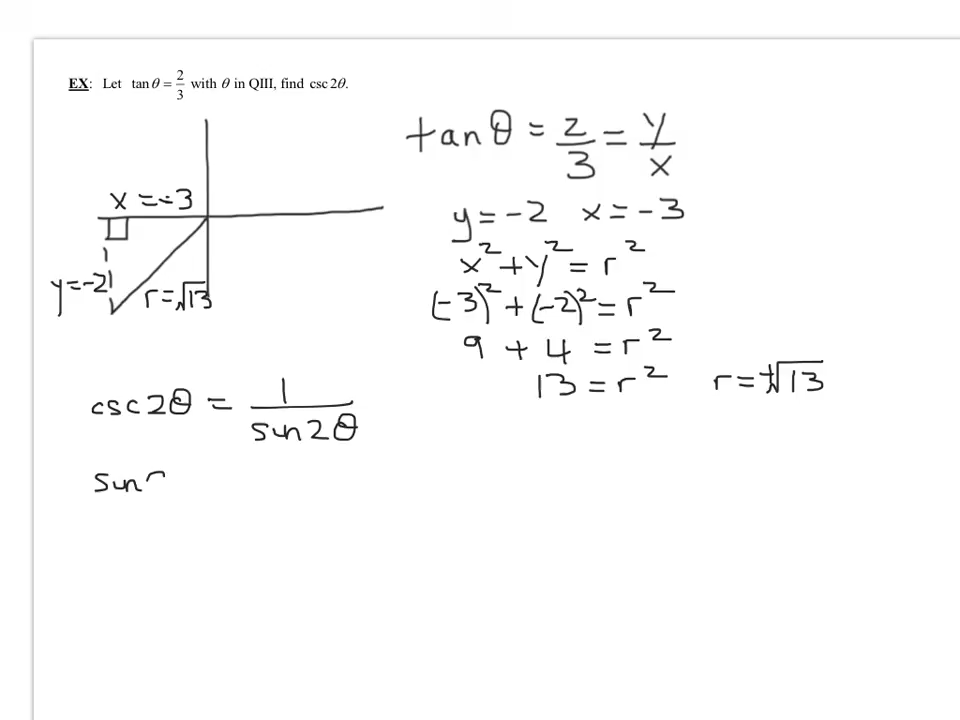 EX: Let tan θ = 2/3 with θ in QIII, find csc 2θ.
tan θ = 2/3 = y/x
x = -3
y = -2 x = -3
x² + y² = r²
y = -2
r = √13
(-3)² + (-2)² = r²
9 + 4 = r²
13 = r² r = +√13
csc 2θ = 1/sin 2θ
sin